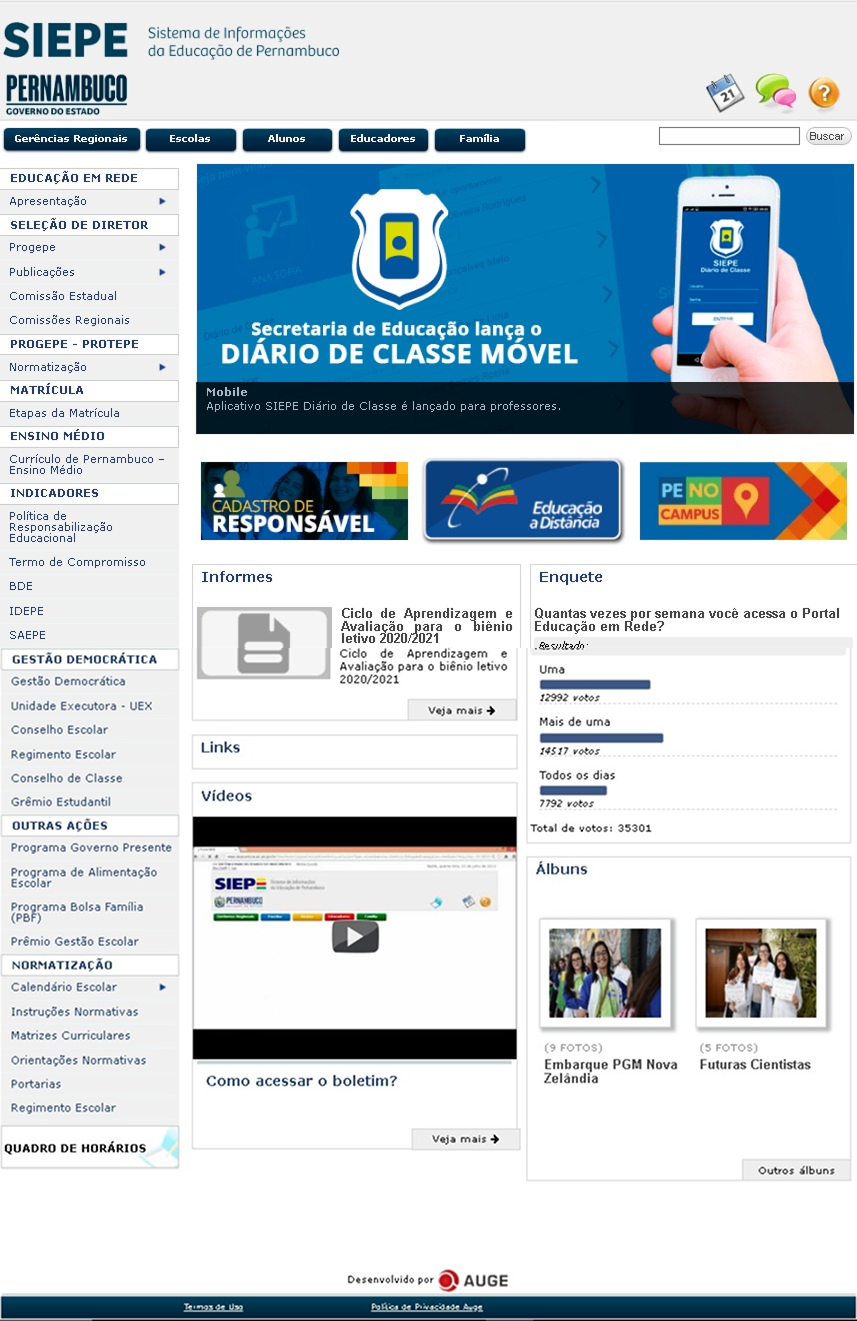 SIEPE
Sistema de Informações
da Educação de Pernambuco
PERNAMBUCO
GOVERNO DO ESTADO
21
?
Gerências Regionais
Escolas
Alunos
Educadores
Família
Buscar
EDUCAÇÃO EM REDE
Apresentação
SELEÇÃO DE DIRETOR
Progepe
Publicações
Comissão Estadual
Comissões Regionais
PROGEPE - PROTEPE
Normatização
MATRÍCULA
Etapas da Matrícula
ENSINO MÉDIO
Currículo de Pernambuco –
Ensino Médio
INDICADORES
Política de
Responsabilização
Educacional
Termo de Compromisso
BDE
IDEPE
SAEPE
GESTÃO DEMOCRÁTICA
Gestão Democrática
Unidade Executora - UEX
Conselho Escolar
Regimento Escolar
Conselho de Classe
Grêmio Estudantil
OUTRAS AÇÕES
Programa Governo Presente
Programa de Alimentação
Escolar
Programa Bolsa Família
(PBF)
Prêmio Gestão Escolar
NORMATIZAÇÃO
Calendário Escolar
Instruções Normativas
Matrizes Curriculares
Orientações Normativas
Portarias
Regimento Escolar
QUADRO DE HORÁRIOS
Secretaria de Educação lança o
DIÁRIO DE CLASSE MÓVEL
SIEPE
Diário de Classe
Mobile
Aplicativo SIEPE Diário de Classe é lançado para professores.
CADASTRO DE
RESPONSÁVEL
Educação
a Distância
PE NO
CAMPUS
Informes
Ciclo de Aprendizagem e
Avaliação para o biênio
letivo 2020/2021
Ciclo de Aprendizagem e
Avaliação para o biênio letivo
2020/2021
Veja mais
Links
Vídeos
SIEPE
PERNAMBUCO
Como acessar o boletim?
Veja mais
Enquete
Quantas vezes por semana você acessa o Portal
Educação em Rede?
Resultado:
Uma
12992 votos
Mais de uma
14517 votos
Todos os dias
7792 votos
Total de votos: 35301
Álbuns
(9 FOTOS)
Embarque PGM Nova
Zelândia
(5 FOTOS)
Futuras Cientistas
Outros álbuns
Desenvolvido por AUGE
Termos de Uso
Política de Privacidade Auge